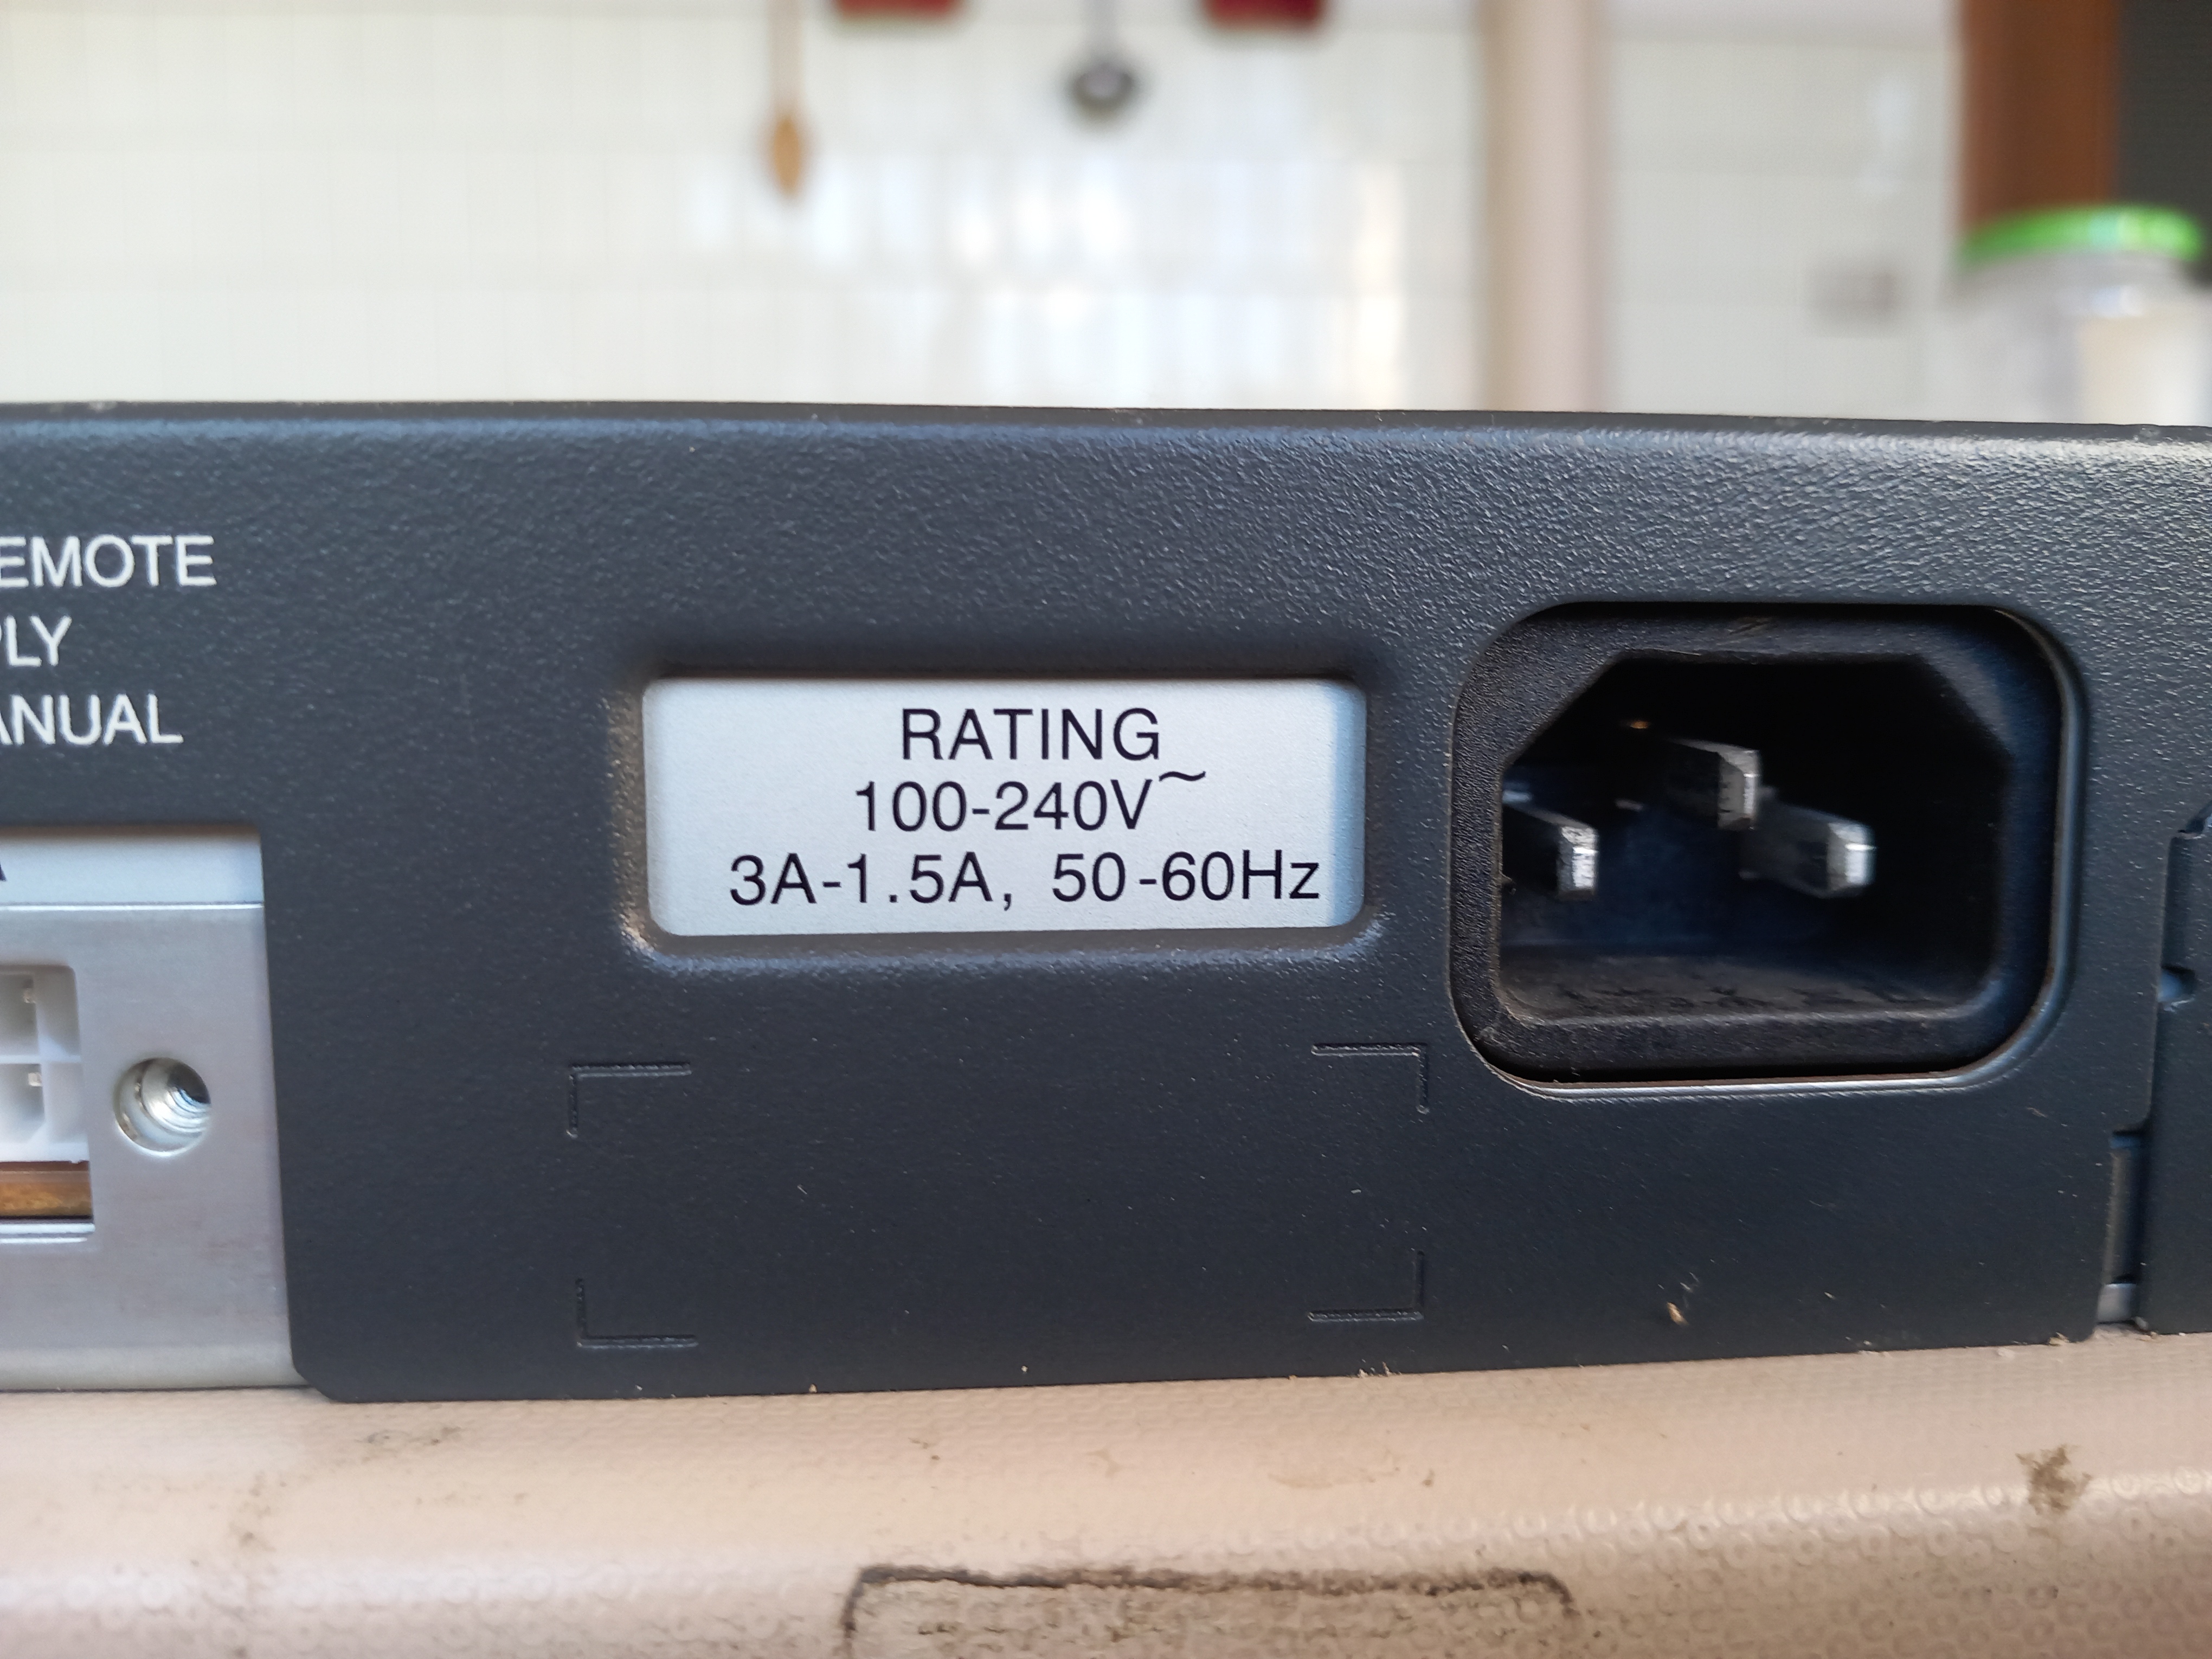 EMOTE
PLY
ANUAL
RATING
100-240V~
3A-1.5A, 50-60Hz